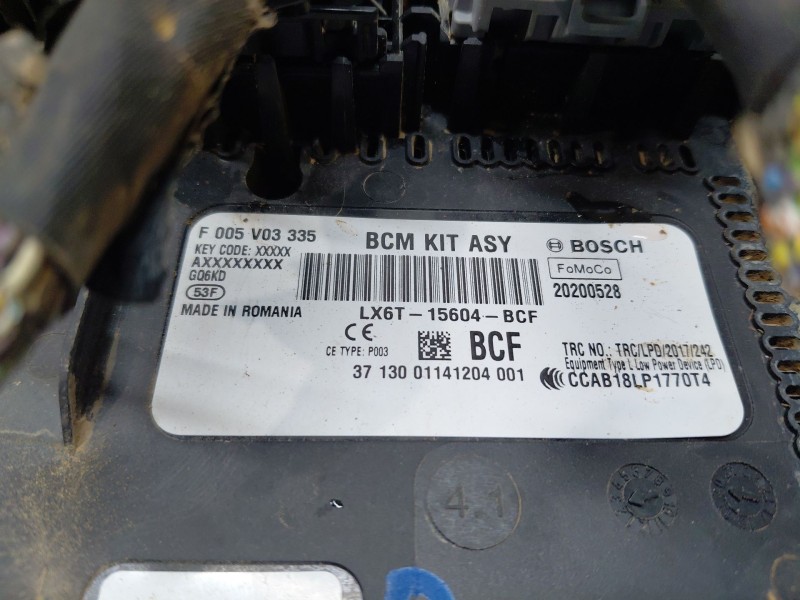 F 005 V03 335
KEY CODE: XXXXX
AXXXXXXXX
G06KD
53F
MADE IN ROMANIA
BCM KIT ASY
BOSCH
FoMoCo
20200528
LX6T-15604-BCF
CE
CE TYPE: P003
BCF
37 130 01141204 001
TRC NO.: TRC/LPD/2017/242
Equipment Type I, Low Power Device (LPD)
CCAB18LP1770T4
4.1